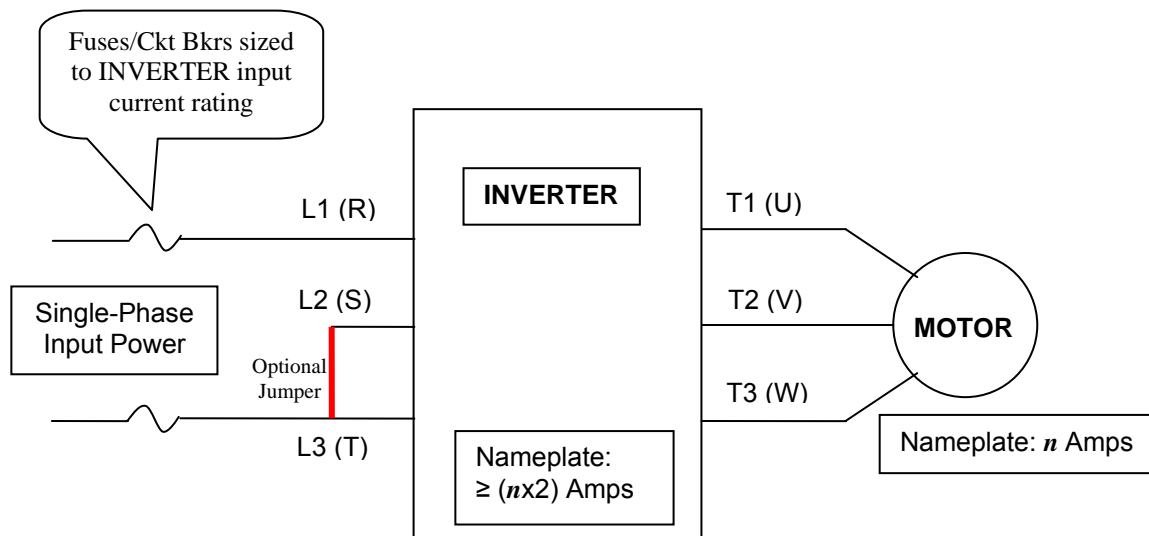 Fuses/Ckt Bkrs sized
to INVERTER input
current rating
L1 (R)
INVERTER
T1 (U)
Single-Phase
Input Power
L2 (S)
Optional
Jumper
L3 (T)
T2 (V)
MOTOR
T3 (W)
Nameplate:
≥ (nx2) Amps
Nameplate: n Amps